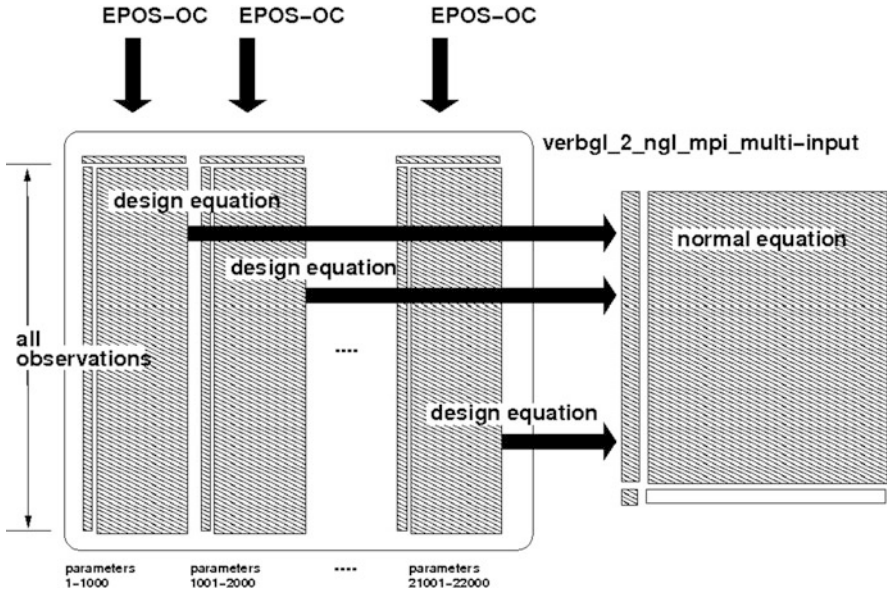 EPOS-OC EPOS-OC EPOS-OC
verbgl_2_ngl_mpi_multi-input
design equation
normal equation
design equation
all
observations
....
design equation
parameters
1-1000
parameters
1001-2000
....
parameters
21001-22000